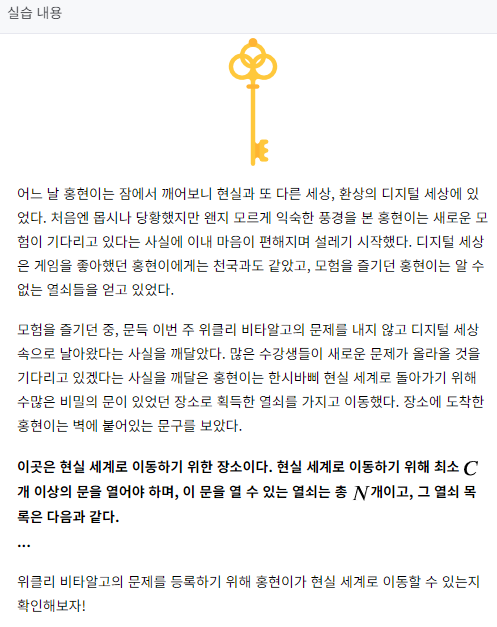 실습 내용
어느 날 홍현이는 잠에서 깨어보니 현실과 또 다른 세상, 환상의 디지털 세상에 있
었다. 처음엔 몹시나 당황했지만 왠지 모르게 익숙한 풍경을 본 홍현이는 새로운 모
험이 기다리고 있다는 사실에 이내 마음이 편해지며 설레기 시작했다. 디지털 세상
은 게임을 좋아했던 홍현이에게는 천국과도 같았고, 모험을 즐기던 홍현이는 알 수
없는 열쇠들을 얻고 있었다.
모험을 즐기던 중, 문득 이번 주 위클리 비타알고의 문제를 내지 않고 디지털 세상
속으로 날아왔다는 사실을 깨달았다. 많은 수강생들이 새로운 문제가 올라올 것을
기다리고 있겠다는 사실을 깨달은 홍현이는 한시바삐 현실 세계로 돌아가기 위해
수많은 비밀의 문이 있었던 장소로 획득한 열쇠를 가지고 이동했다. 장소에 도착한
홍현이는 벽에 붙어있는 문구를 보았다.
이곳은 현실 세계로 이동하기 위한 장소이다. 현실 세계로 이동하기 위해 최소 C
개 이상의 문을 열어야 하며, 이 문을 열 수 있는 열쇠는 총 N개이고, 그 열쇠 목
록은 다음과 같다.
...
위클리 비타알고의 문제를 등록하기 위해 홍현이가 현실 세계로 이동할 수 있는지
확인해보자!